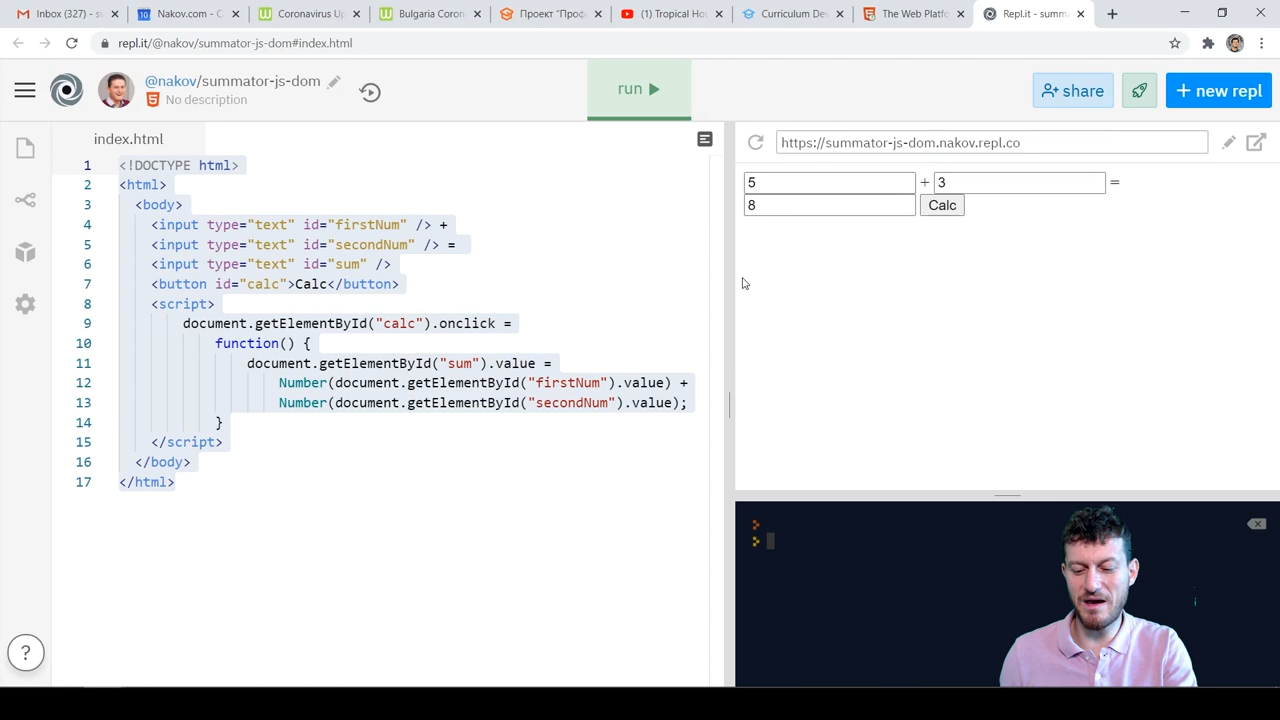 Inbox (327) - sv
Nakov.com - C
Coronavirus Up
Bulgaria Coron
Проект "Проф
(1) Tropical Hou
Curriculum Dev
The Web Platfo
Repl.it - summa
repl.it/@nakov/summator-js-dom#index.html
@nakov/summator-js-dom
No description
run
share
+ new repl
index.html
https://summator-js-dom.nakov.repl.co
1 <!DOCTYPE html>
2 <html>
3 <body>
4 <input type="text" id="firstNum" /> +
5 <input type="text" id="secondNum" /> =
6 <input type="text" id="sum" />
7 <button id="calc">Calc</button>
8 <script>
9 document.getElementById("calc").onclick =
10 function() {
11 document.getElementById("sum").value =
12 Number(document.getElementById("firstNum").value) +
13 Number(document.getElementById("secondNum").value);
14 }
15 </script>
16 </body>
17 </html>
5 + 3 =
8 Calc
?